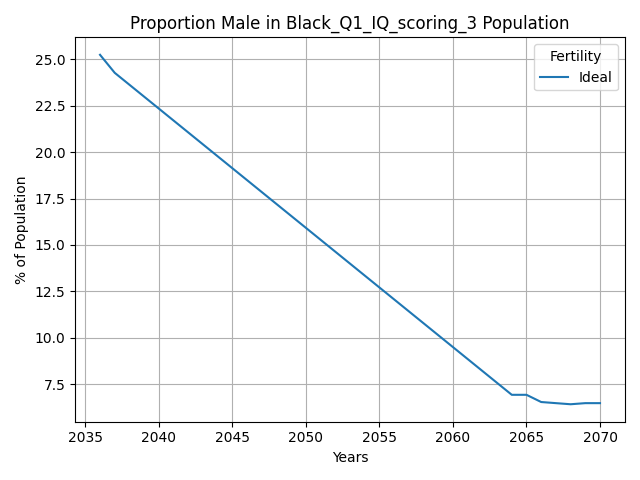 Proportion Male in Black_Q1_IQ_scoring_3 Population
Fertility
Ideal
% of Population
25.0
22.5
20.0
17.5
15.0
12.5
10.0
7.5
2035 2040 2045 2050 2055 2060 2065 2070
Years